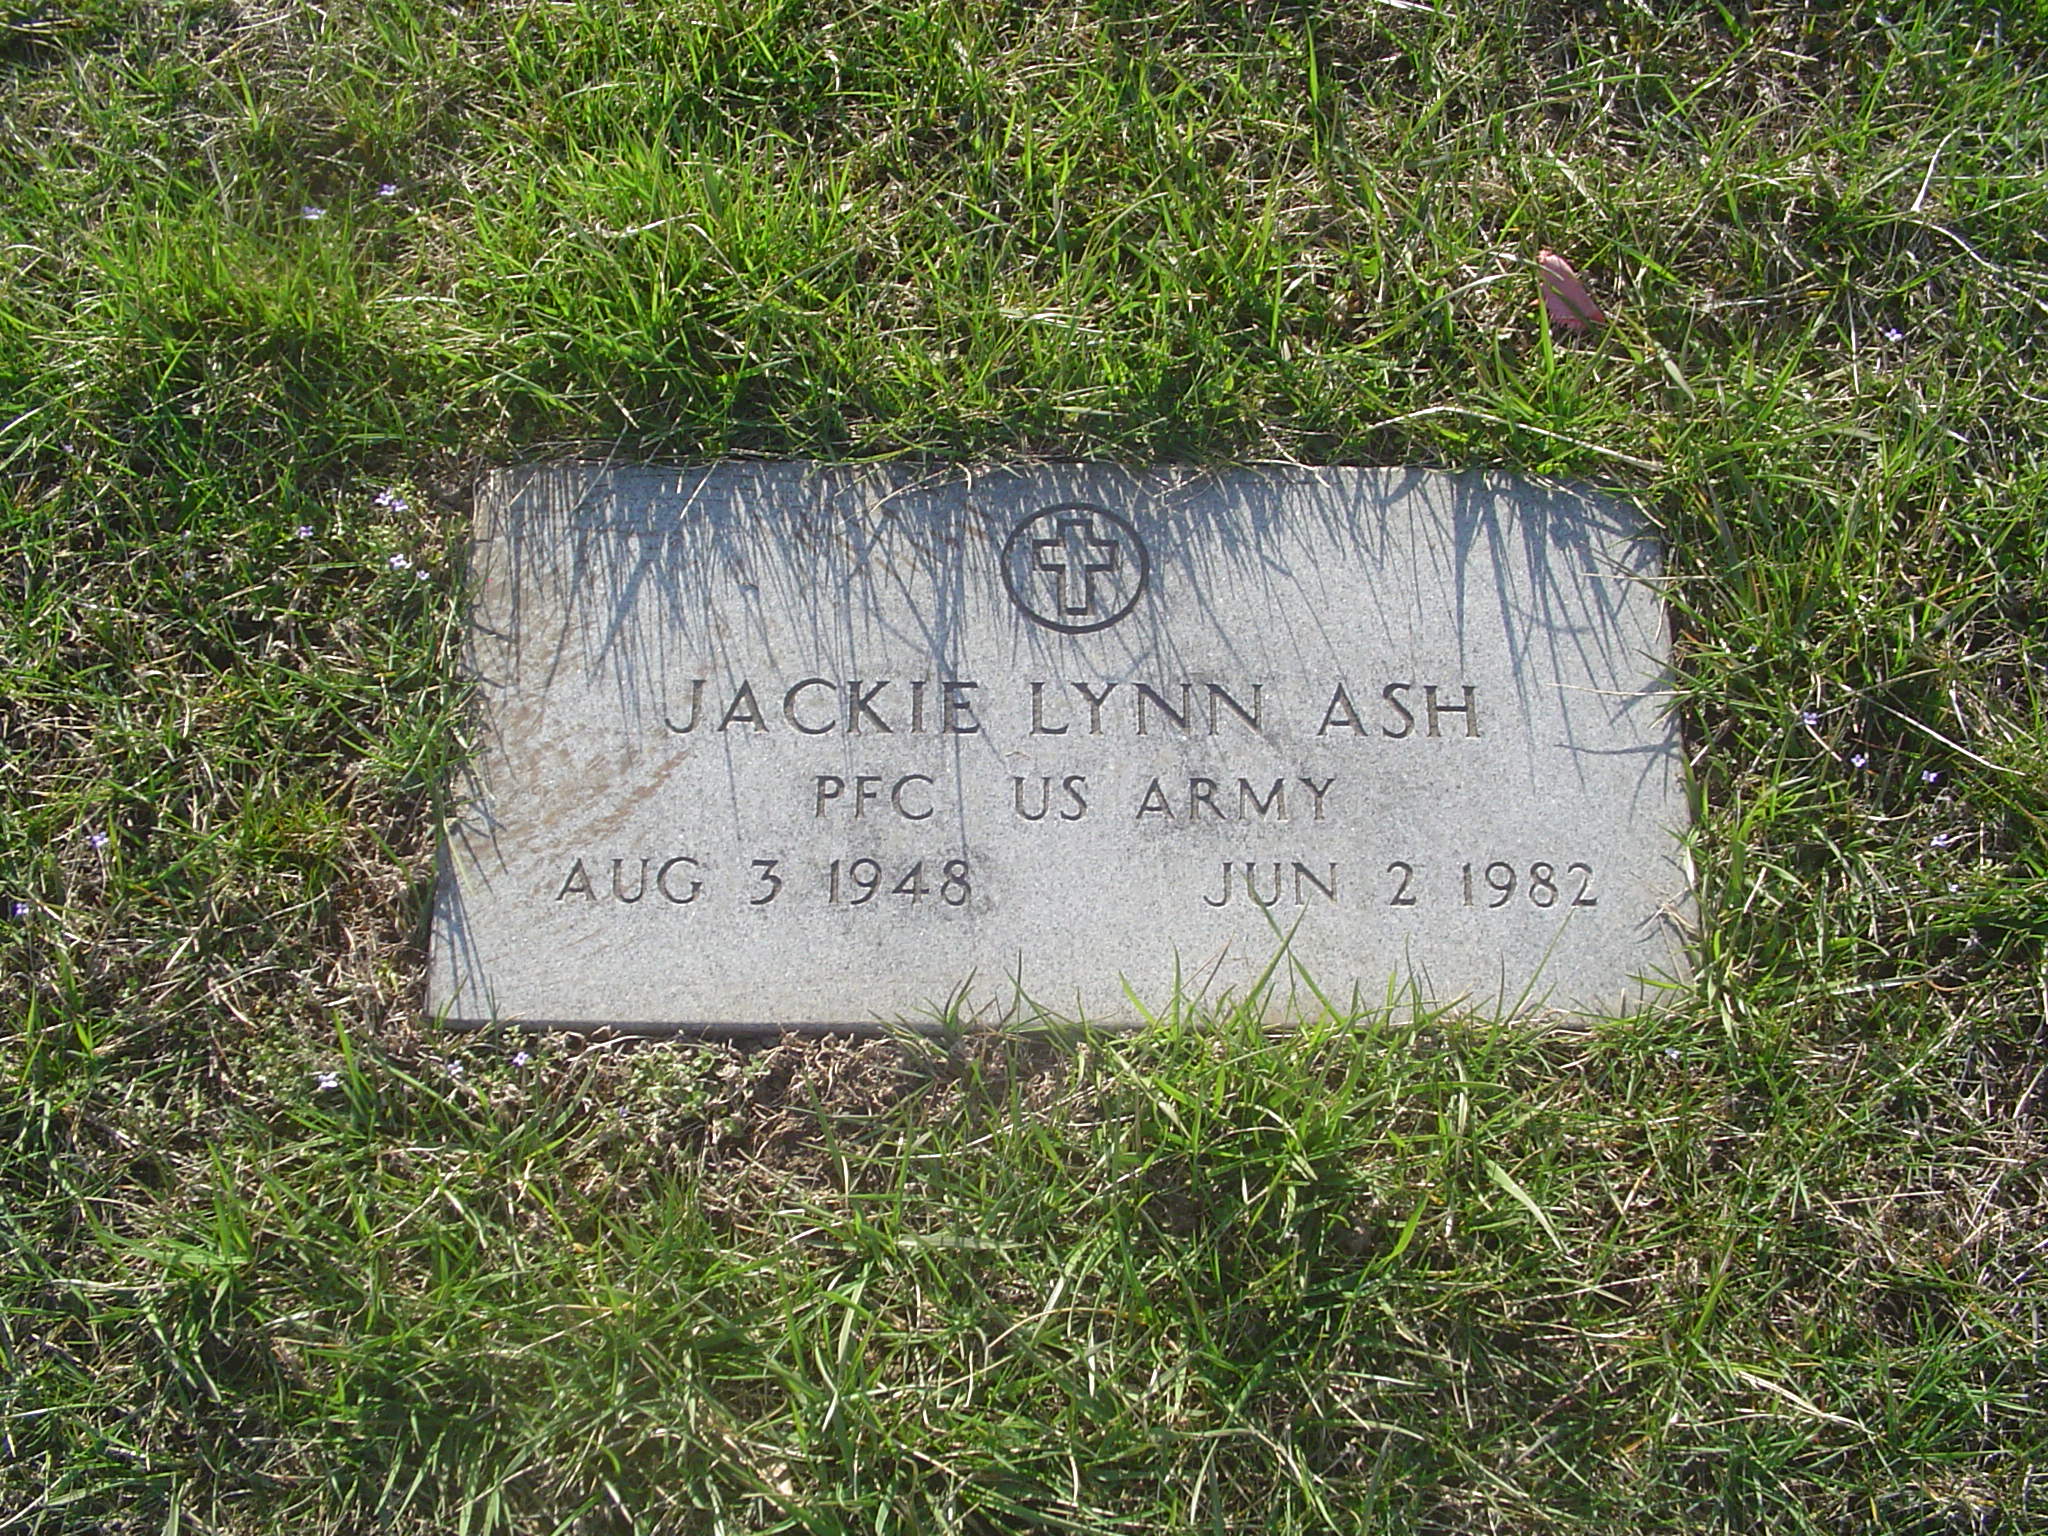 JACKIE LYNN ASH
PFC US ARMY
AUG 3 1948 JUN 2 1982